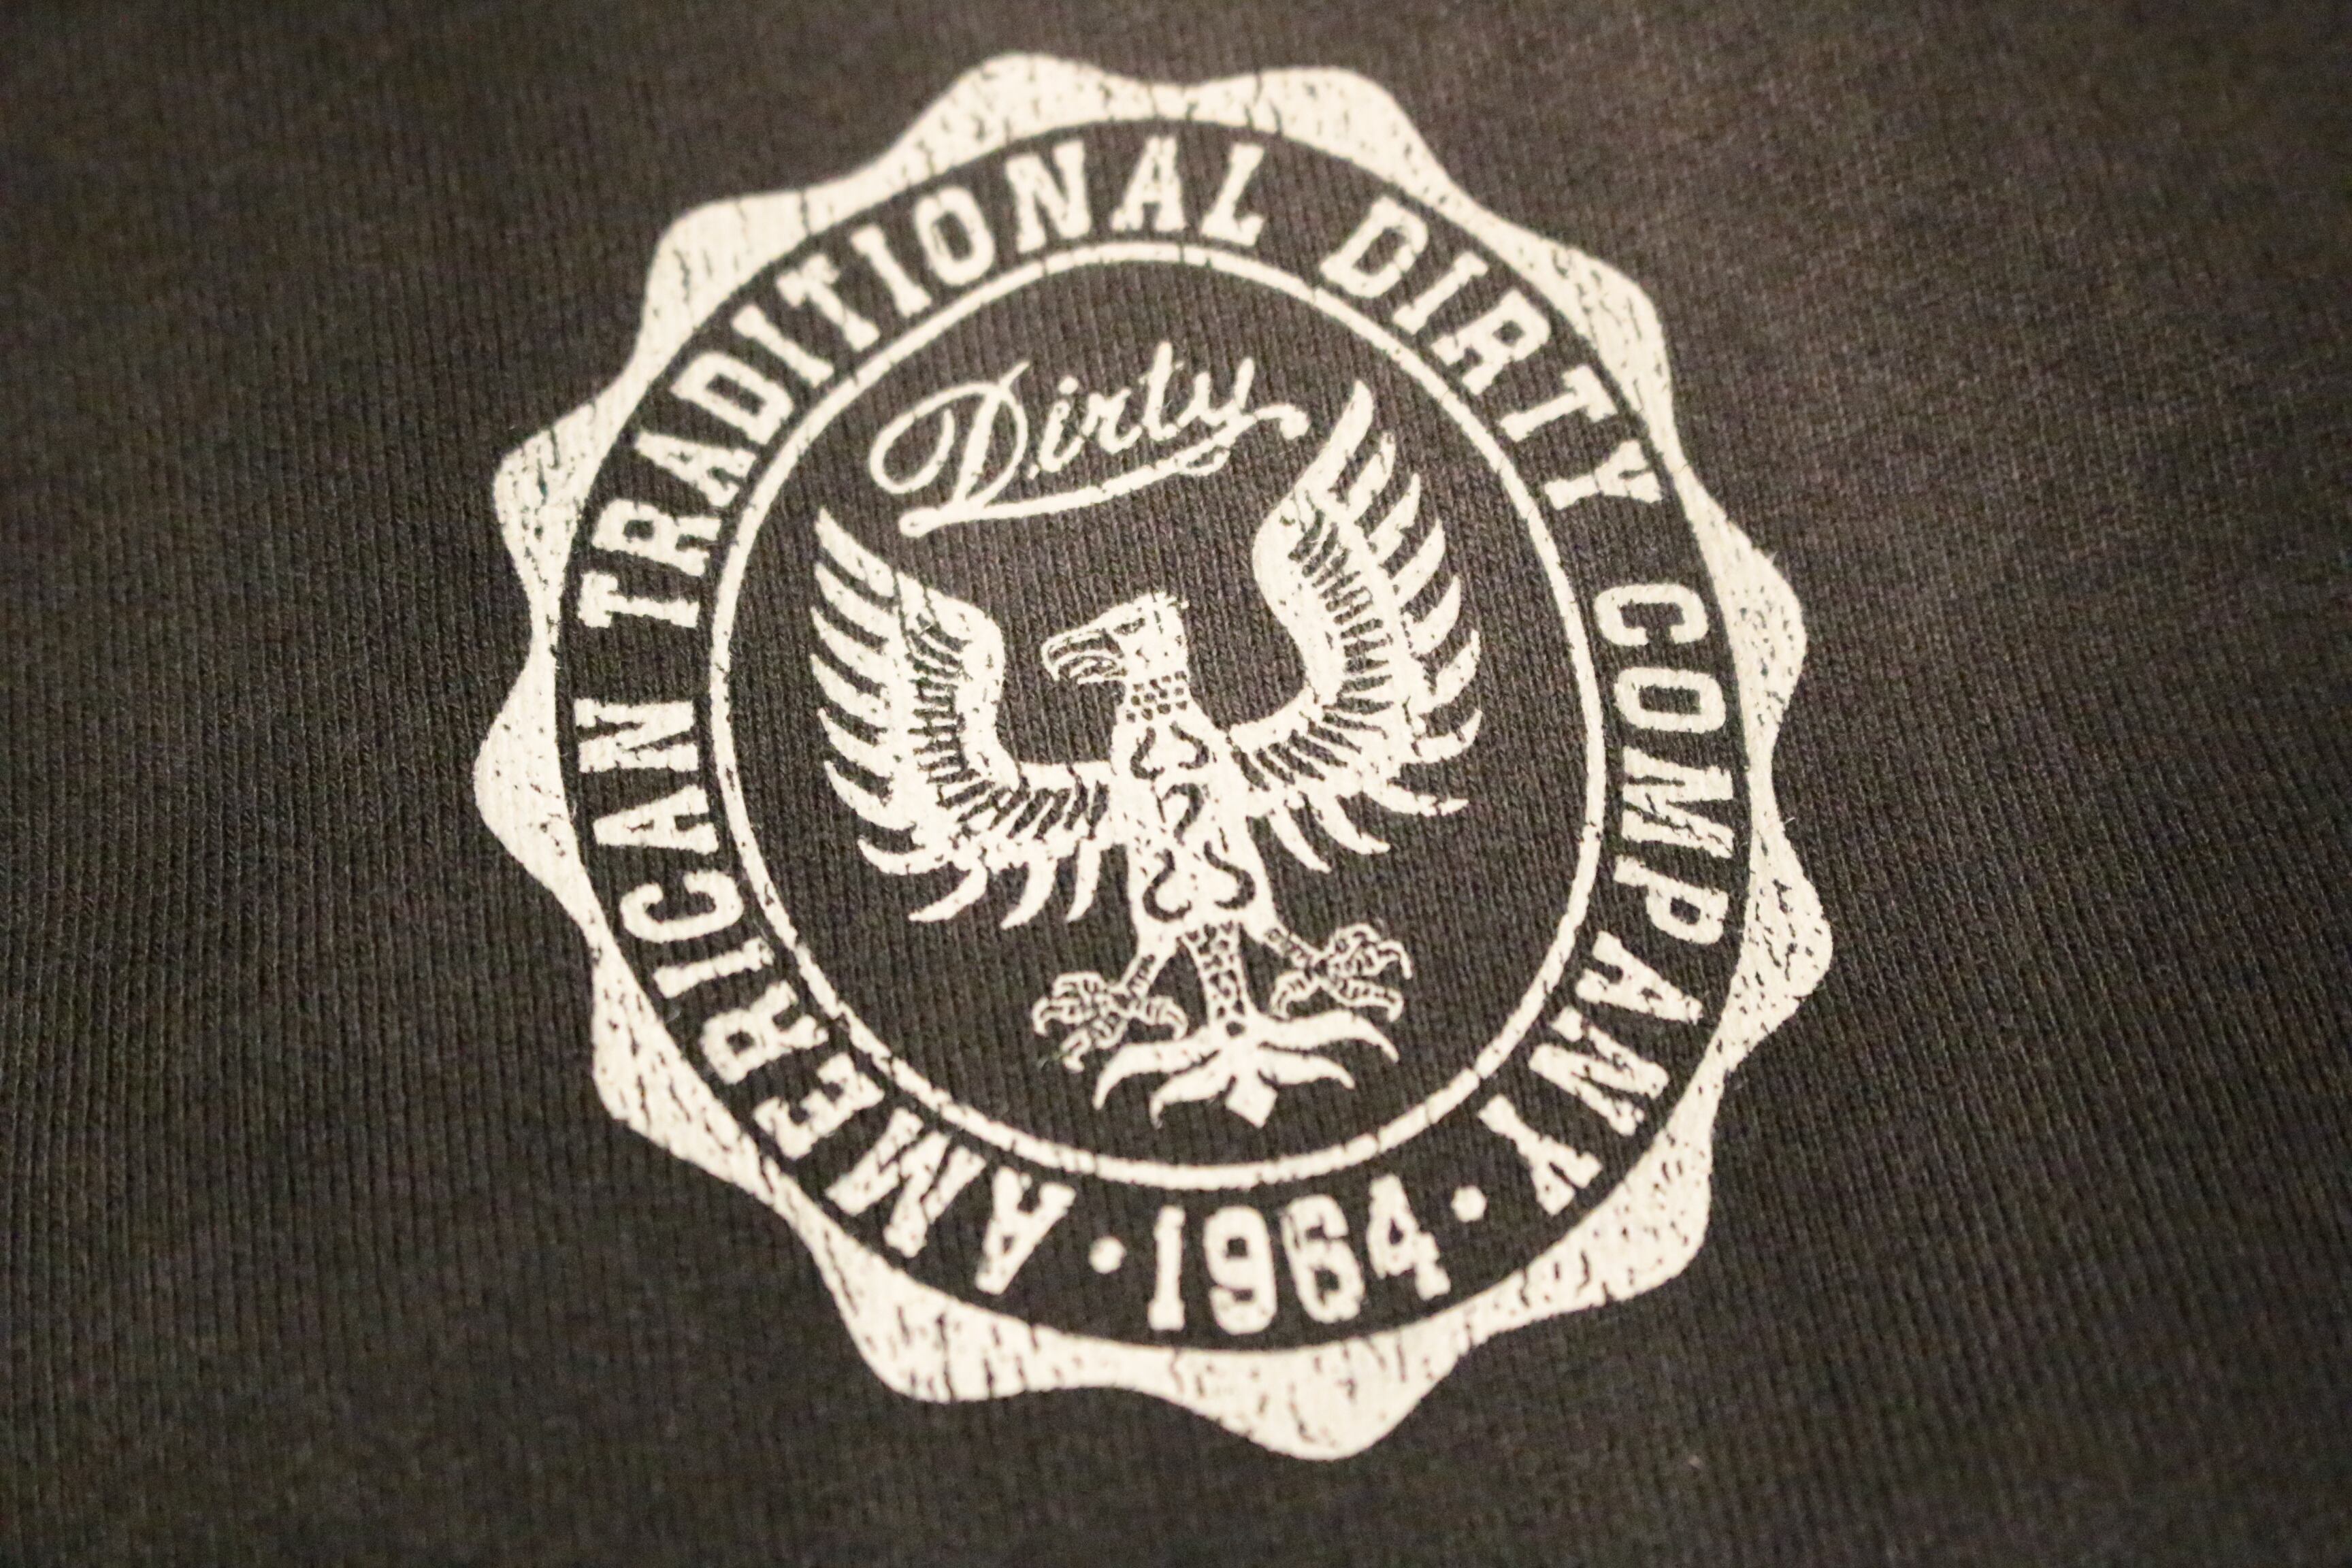 AMERICAN TRADITIONAL DIRTY COMPANY
Dirty
· 1964 ·